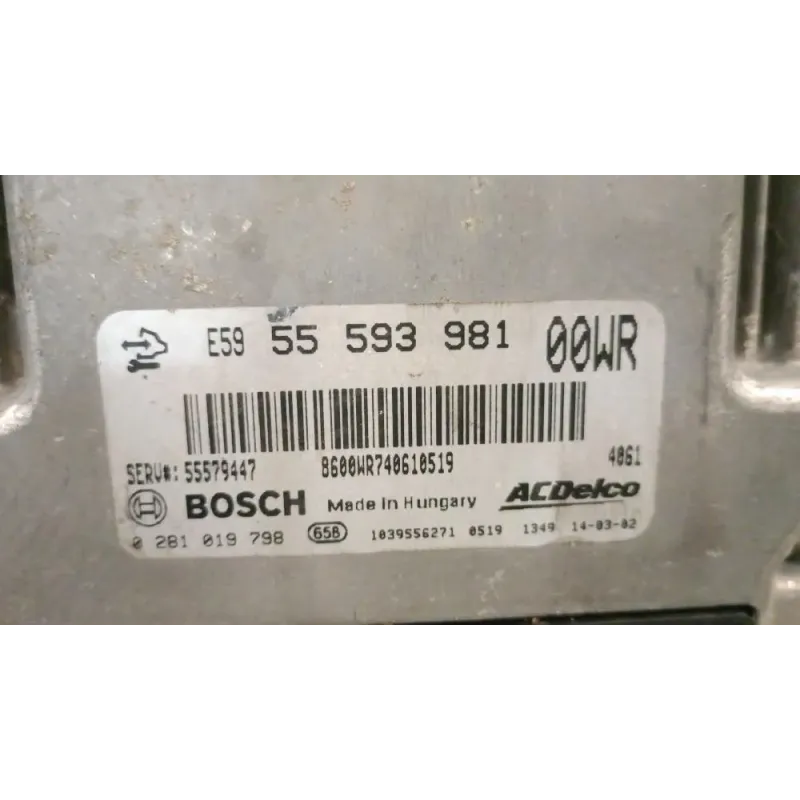 E59 55 593 981 00WR
SERV#: 55579447 8600WR740610519 4061
BOSCH Made in Hungary ACDelco
0 281 019 798 658 1039556271 0519 1349 14-03-02